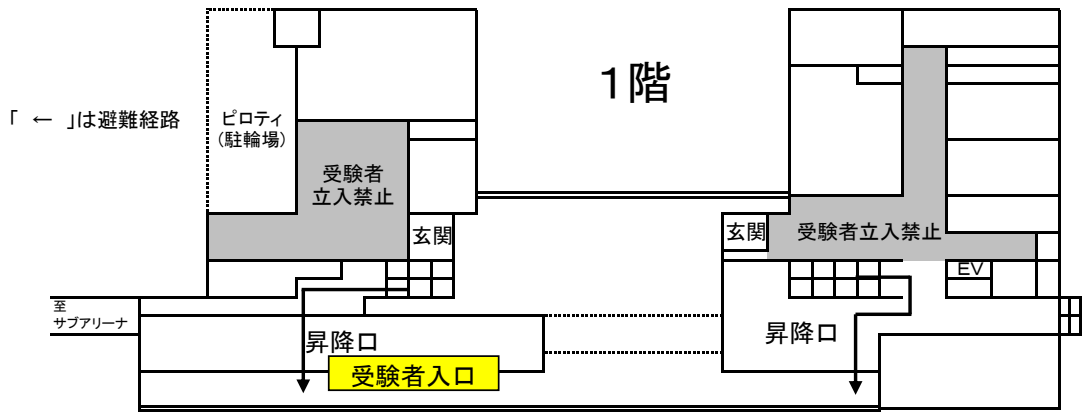 1階
「 ← 」は避難経路
ピロティ
(駐輪場)
受験者
立入禁止
玄関
玄関
受験者立入禁止
EV
至
サブアリーナ
昇降口
昇降口
受験者入口